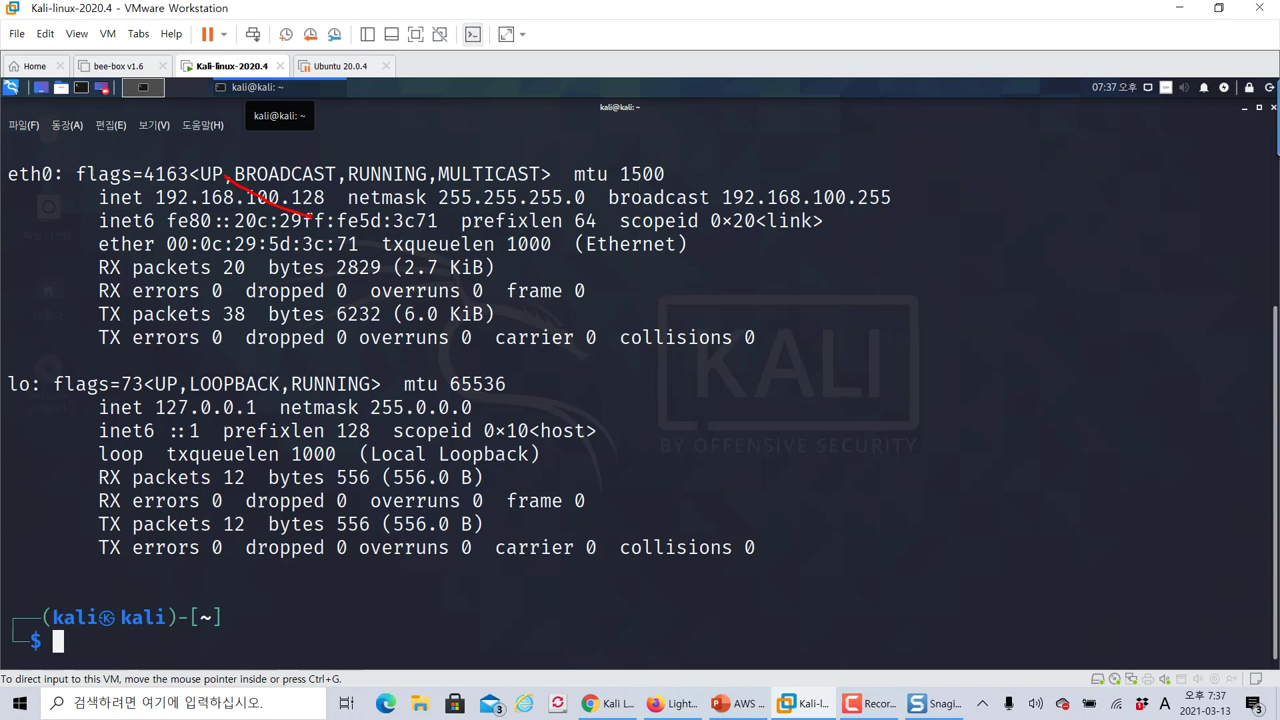 Kali-linux-2020.4 - VMware Workstation
File Edit View VM Tabs Help
Home bee-box v1.6 Kali-linux-2020.4 Ubuntu 20.0.4
kali@kali: ~ 07:37 오후
kali@kali: ~
kali@kali: ~
파일(F) 동장(A) 편집(E) 보기(V) 도움말(H)
eth0: flags=4163<UP,BROADCAST,RUNNING,MULTICAST> mtu 1500
inet 192.168.100.128 netmask 255.255.255.0 broadcast 192.168.100.255
inet6 fe80::20c:29ff:fe5d:3c71 prefixlen 64 scopeid 0×20<link>
ether 00:0c:29:5d:3c:71 txqueuelen 1000 (Ethernet)
RX packets 20 bytes 2829 (2.7 KiB)
RX errors 0 dropped 0 overruns 0 frame 0
TX packets 38 bytes 6232 (6.0 KiB)
TX errors 0 dropped 0 overruns 0 carrier 0 collisions 0
lo: flags=73<UP,LOOPBACK,RUNNING> mtu 65536
inet 127.0.0.1 netmask 255.0.0.0
inet6 ::1 prefixlen 128 scopeid 0×10<host>
loop txqueuelen 1000 (Local Loopback)
RX packets 12 bytes 556 (556.0 B)
RX errors 0 dropped 0 overruns 0 frame 0
TX packets 12 bytes 556 (556.0 B)
TX errors 0 dropped 0 overruns 0 carrier 0 collisions 0
KALI
BY OFFENSIVE SECURITY
(kali㉿kali)-[~]
$
To direct input to this VM, move the mouse pointer inside or press Ctrl+G.
검색하려면 여기에 입력하십시오.
3
Kali L... Light... AWS ... Kali-l... Recor... Snagi...
A
오후 7:37
2021-03-13
3